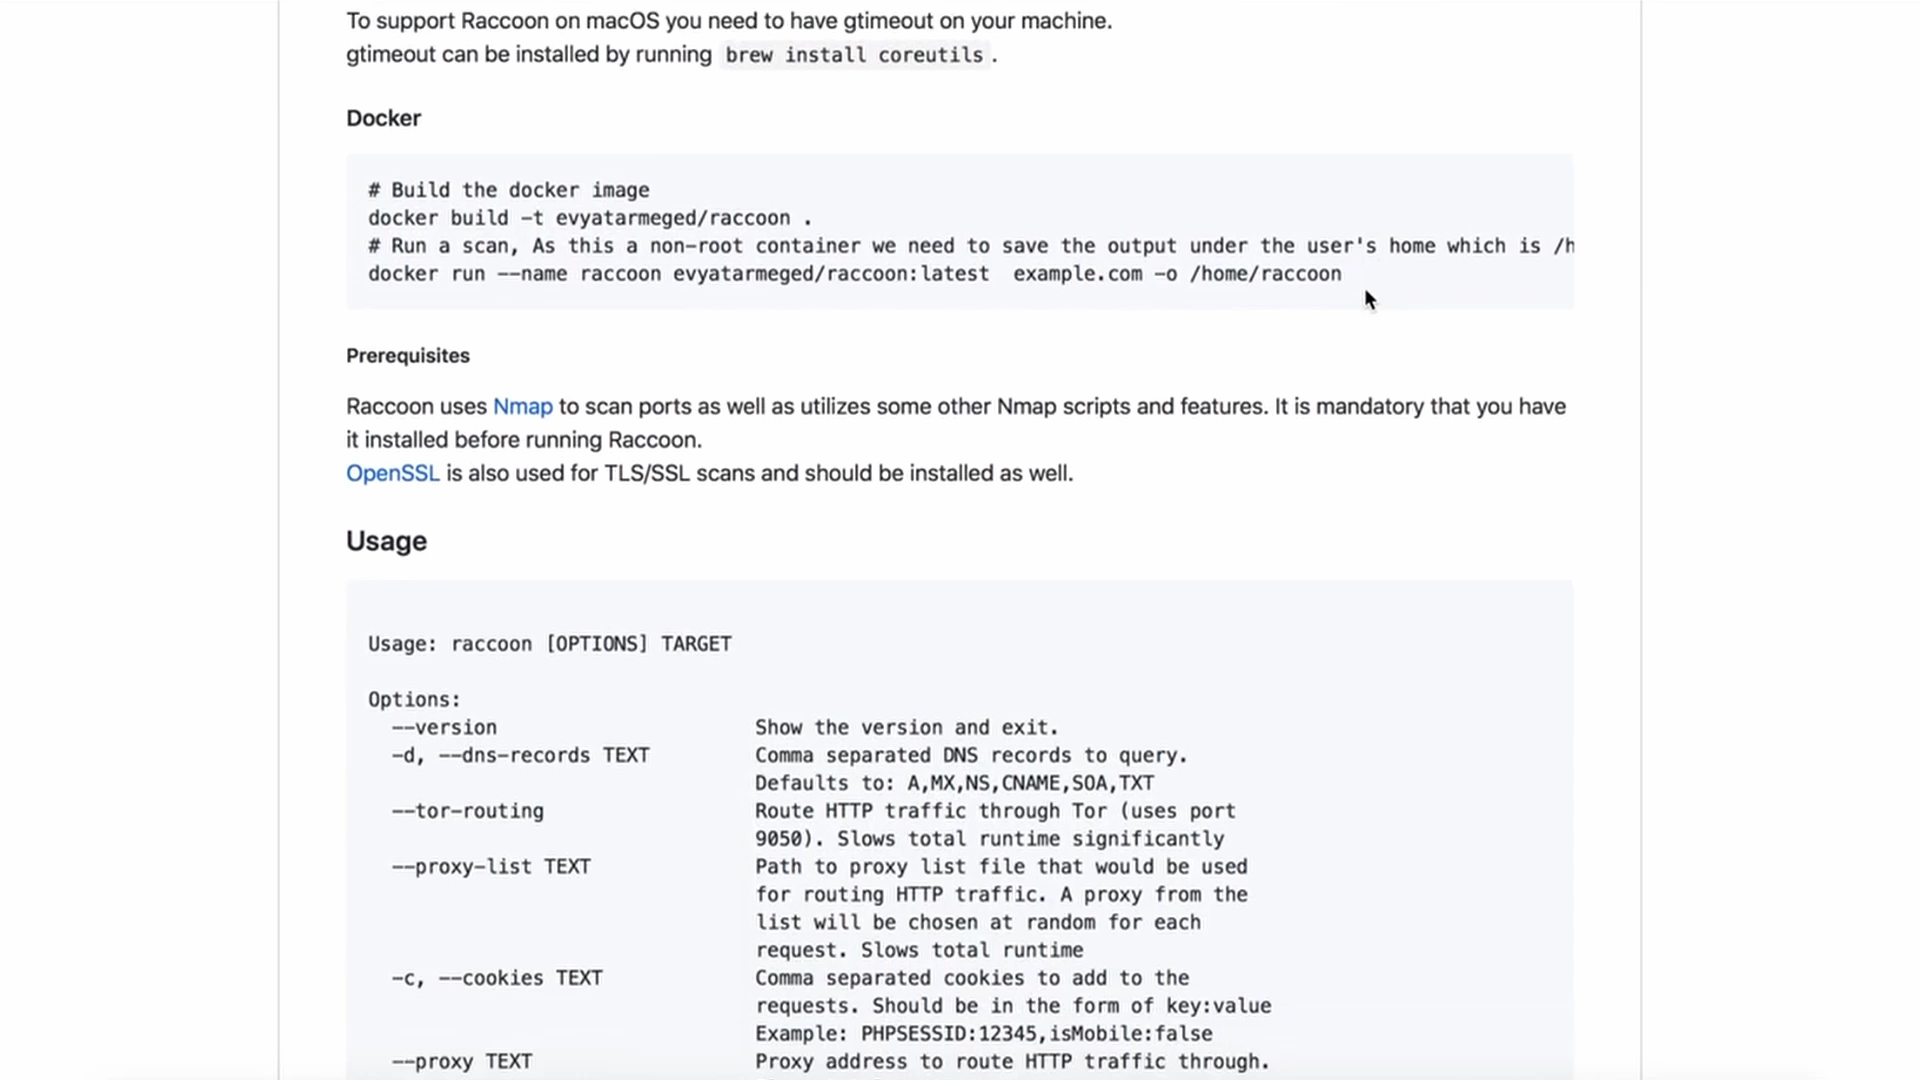 To support Raccoon on macOS you need to have gtimeout on your machine.
gtimeout can be installed by running brew install coreutils .
Docker
# Build the docker image
docker build -t evyatarmeged/raccoon .
# Run a scan, As this a non-root container we need to save the output under the user's home which is /h
docker run --name raccoon evyatarmeged/raccoon:latest  example.com -o /home/raccoon
Prerequisites
Raccoon uses Nmap to scan ports as well as utilizes some other Nmap scripts and features. It is mandatory that you have
it installed before running Raccoon.
OpenSSL is also used for TLS/SSL scans and should be installed as well.
Usage
Usage: raccoon [OPTIONS] TARGET
Options:
--version Show the version and exit.
-d, --dns-records TEXT Comma separated DNS records to query.
Defaults to: A,MX,NS,CNAME,SOA,TXT
--tor-routing Route HTTP traffic through Tor (uses port
9050). Slows total runtime significantly
--proxy-list TEXT Path to proxy list file that would be used
for routing HTTP traffic. A proxy from the
list will be chosen at random for each
request. Slows total runtime
-c, --cookies TEXT Comma separated cookies to add to the
requests. Should be in the form of key:value
Example: PHPSESSID:12345,isMobile:false
--proxy TEXT Proxy address to route HTTP traffic through.